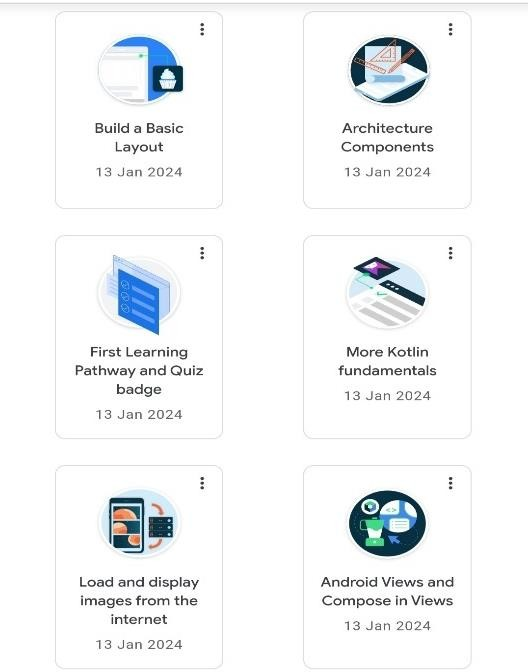 Build a Basic
Layout
13 Jan 2024
Architecture
Components
13 Jan 2024
First Learning
Pathway and Quiz
badge
13 Jan 2024
More Kotlin
fundamentals
13 Jan 2024
Load and display
images from the
internet
13 Jan 2024
Android Views and
Compose in Views
13 Jan 2024